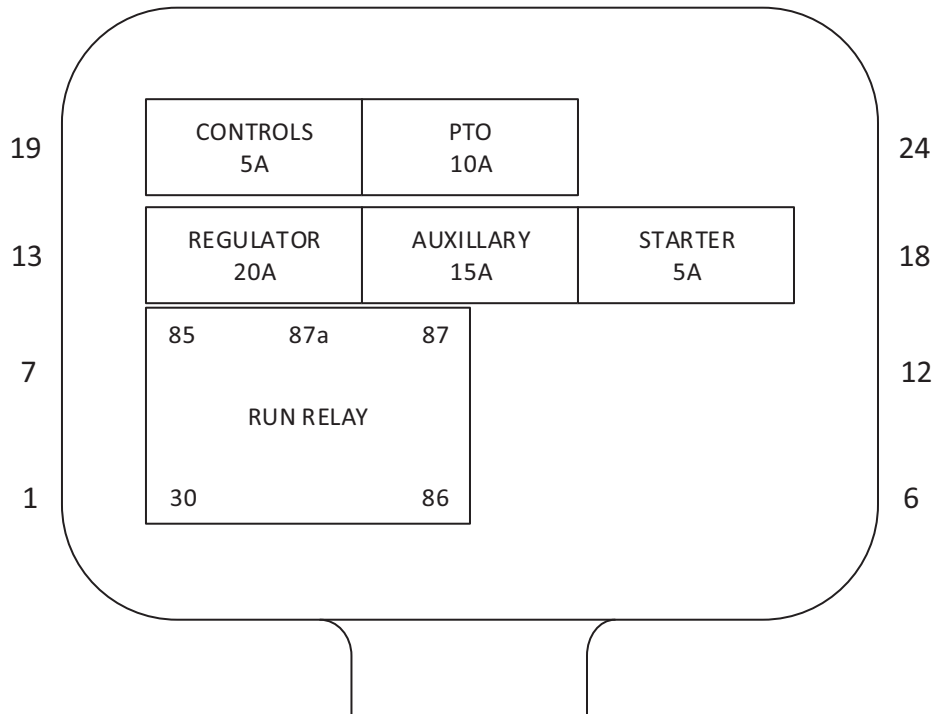 19
CONTROLS
5A
PTO
10A
24
13
REGULATOR
20A
AUXILLARY
15A
STARTER
5A
18
85 87a 87
7
12
RUN RELAY
1
30 86
6